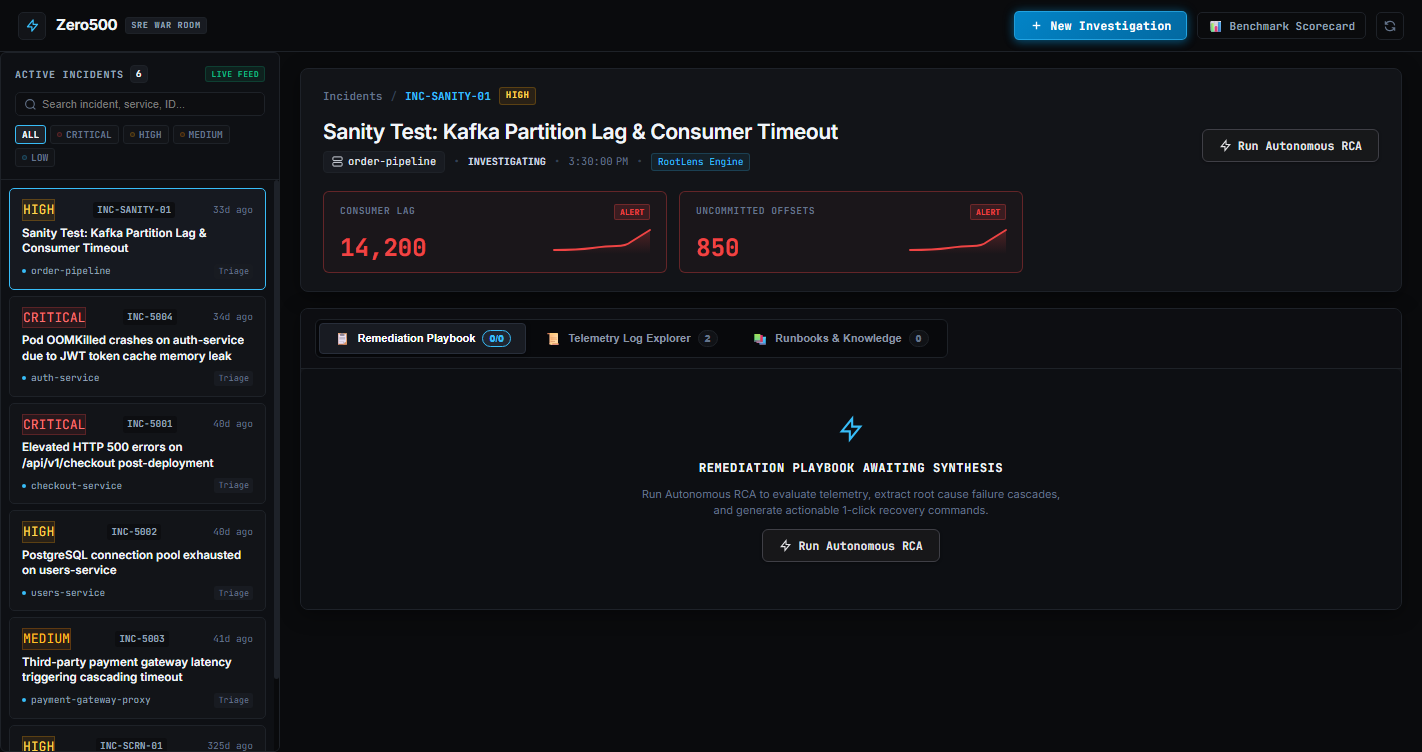 Zero500 SRE WAR ROOM
+ New Investigation
Benchmark Scorecard
ACTIVE INCIDENTS 6 LIVE FEED
Search incident, service, ID...
ALL CRITICAL HIGH MEDIUM
LOW
HIGH INC-SANITY-01 33d ago
Sanity Test: Kafka Partition Lag &
Consumer Timeout
order-pipeline Triage
CRITICAL INC-5004 34d ago
Pod OOMKilled crashes on auth-service
due to JWT token cache memory leak
auth-service Triage
CRITICAL INC-5001 40d ago
Elevated HTTP 500 errors on
/api/v1/checkout post-deployment
checkout-service Triage
HIGH INC-5002 40d ago
PostgreSQL connection pool exhausted
on users-service
users-service Triage
MEDIUM INC-5003 41d ago
Third-party payment gateway latency
triggering cascading timeout
payment-gateway-proxy Triage
HIGH INC-SCRN-01 325d ago
Incidents / INC-SANITY-01 HIGH
Sanity Test: Kafka Partition Lag & Consumer Timeout
order-pipeline · INVESTIGATING · 3:30:00 PM · RootLens Engine
Run Autonomous RCA
CONSUMER LAG ALERT
14,200
UNCOMMITTED OFFSETS ALERT
850
Remediation Playbook 0/0
Telemetry Log Explorer 2
Runbooks & Knowledge 0
REMEDIATION PLAYBOOK AWAITING SYNTHESIS
Run Autonomous RCA to evaluate telemetry, extract root cause failure cascades,
and generate actionable 1-click recovery commands.
Run Autonomous RCA